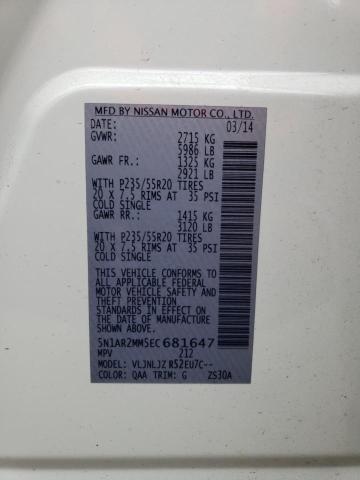 MFD BY NISSAN MOTOR CO., LTD.
DATE: 03/14
GVWR: 2715 KG
5986 LB
GAWR FR.: 1325 KG
2921 LB
WITH P235/55R20 TIRES
20 X 7.5 RIMS AT 35 PSI
COLD SINGLE
GAWR RR.: 1415 KG
3120 LB
WITH P235/55R20 TIRES
20 X 7.5 RIMS AT 35 PSI
COLD SINGLE
THIS VEHICLE CONFORMS TO
ALL APPLICABLE FEDERAL
MOTOR VEHICLE SAFETY
STANDARDS IN EFFECT ON
THE DATE OF MANUFACTURE
SHOWN ABOVE.
5N1AR2MM5EC681647
MPV 212
MODEL: VLJNLJZ R52EU7C--
COLOR: QAA TRIM: G ZS30A